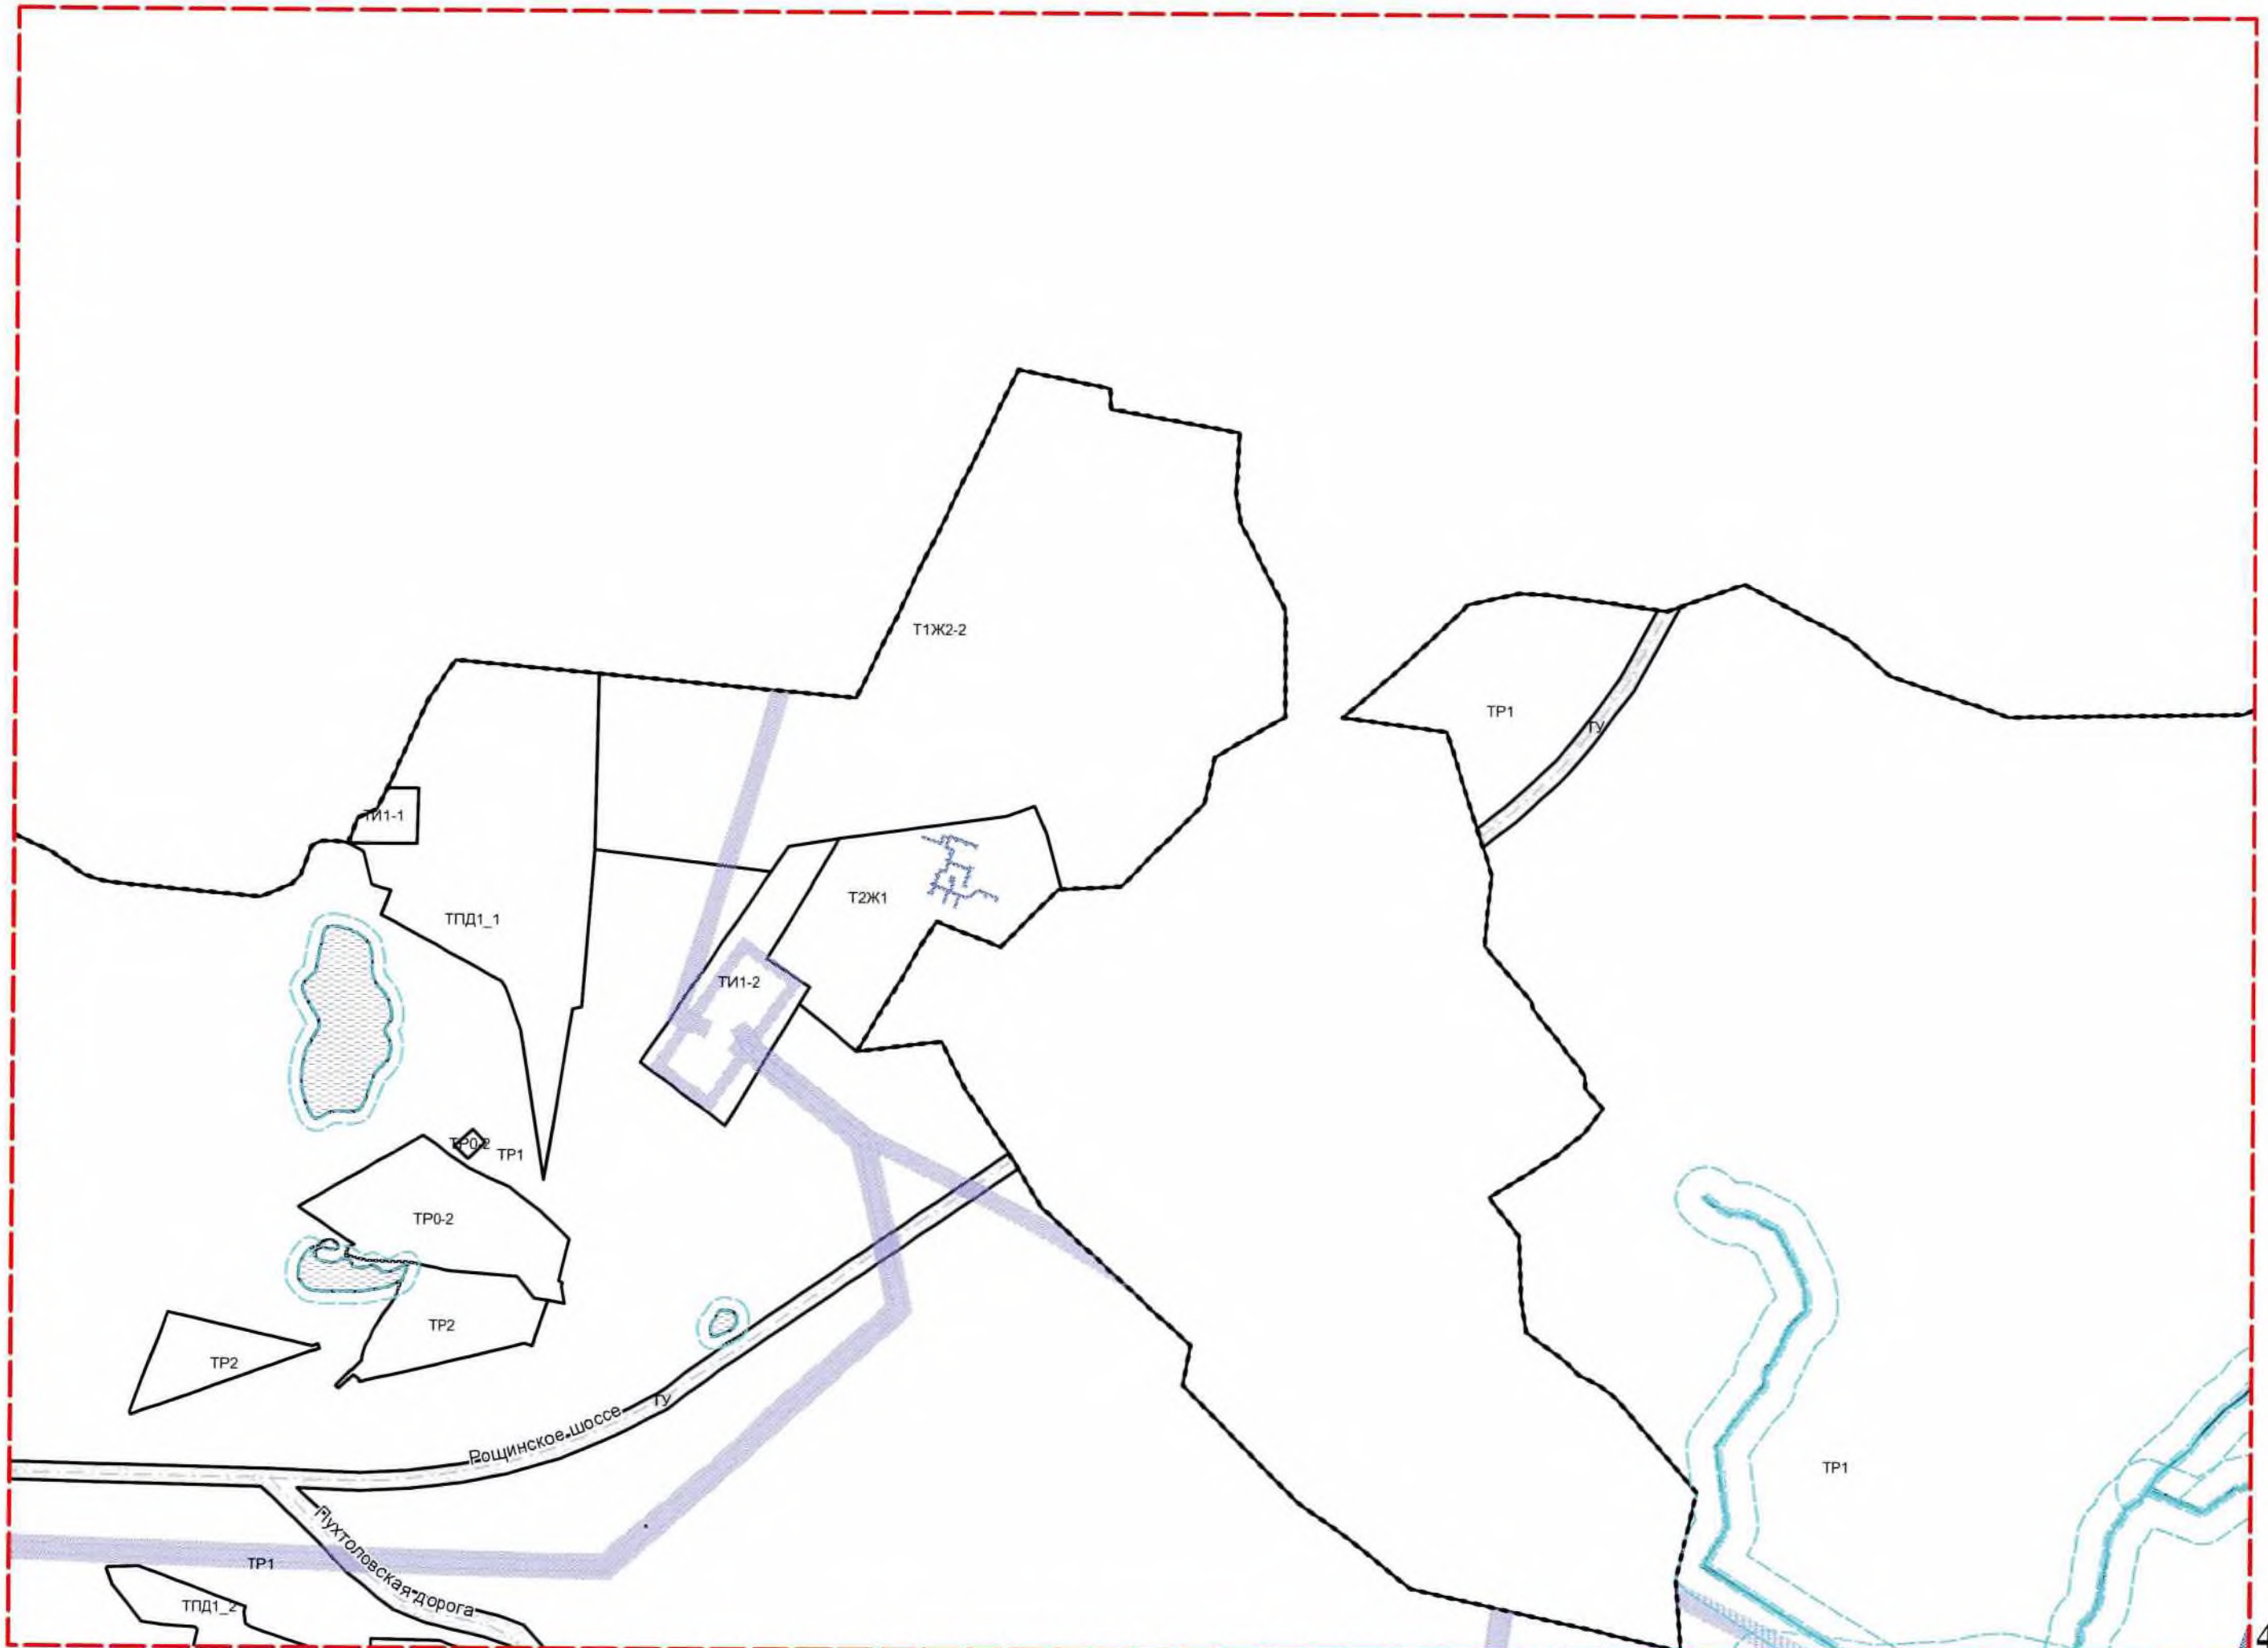 Т1Ж2-2
ТР1
ТУ
ТИ1-1
Т2Ж1
ТПД1_1
ТИ1-2
ТР0-2
ТР1
ТР0-2
ТР2
ТР2
ТУ
Рощинское шоссе
ТР1
Пухтоловская дорога
ТР1
ТПД1_2